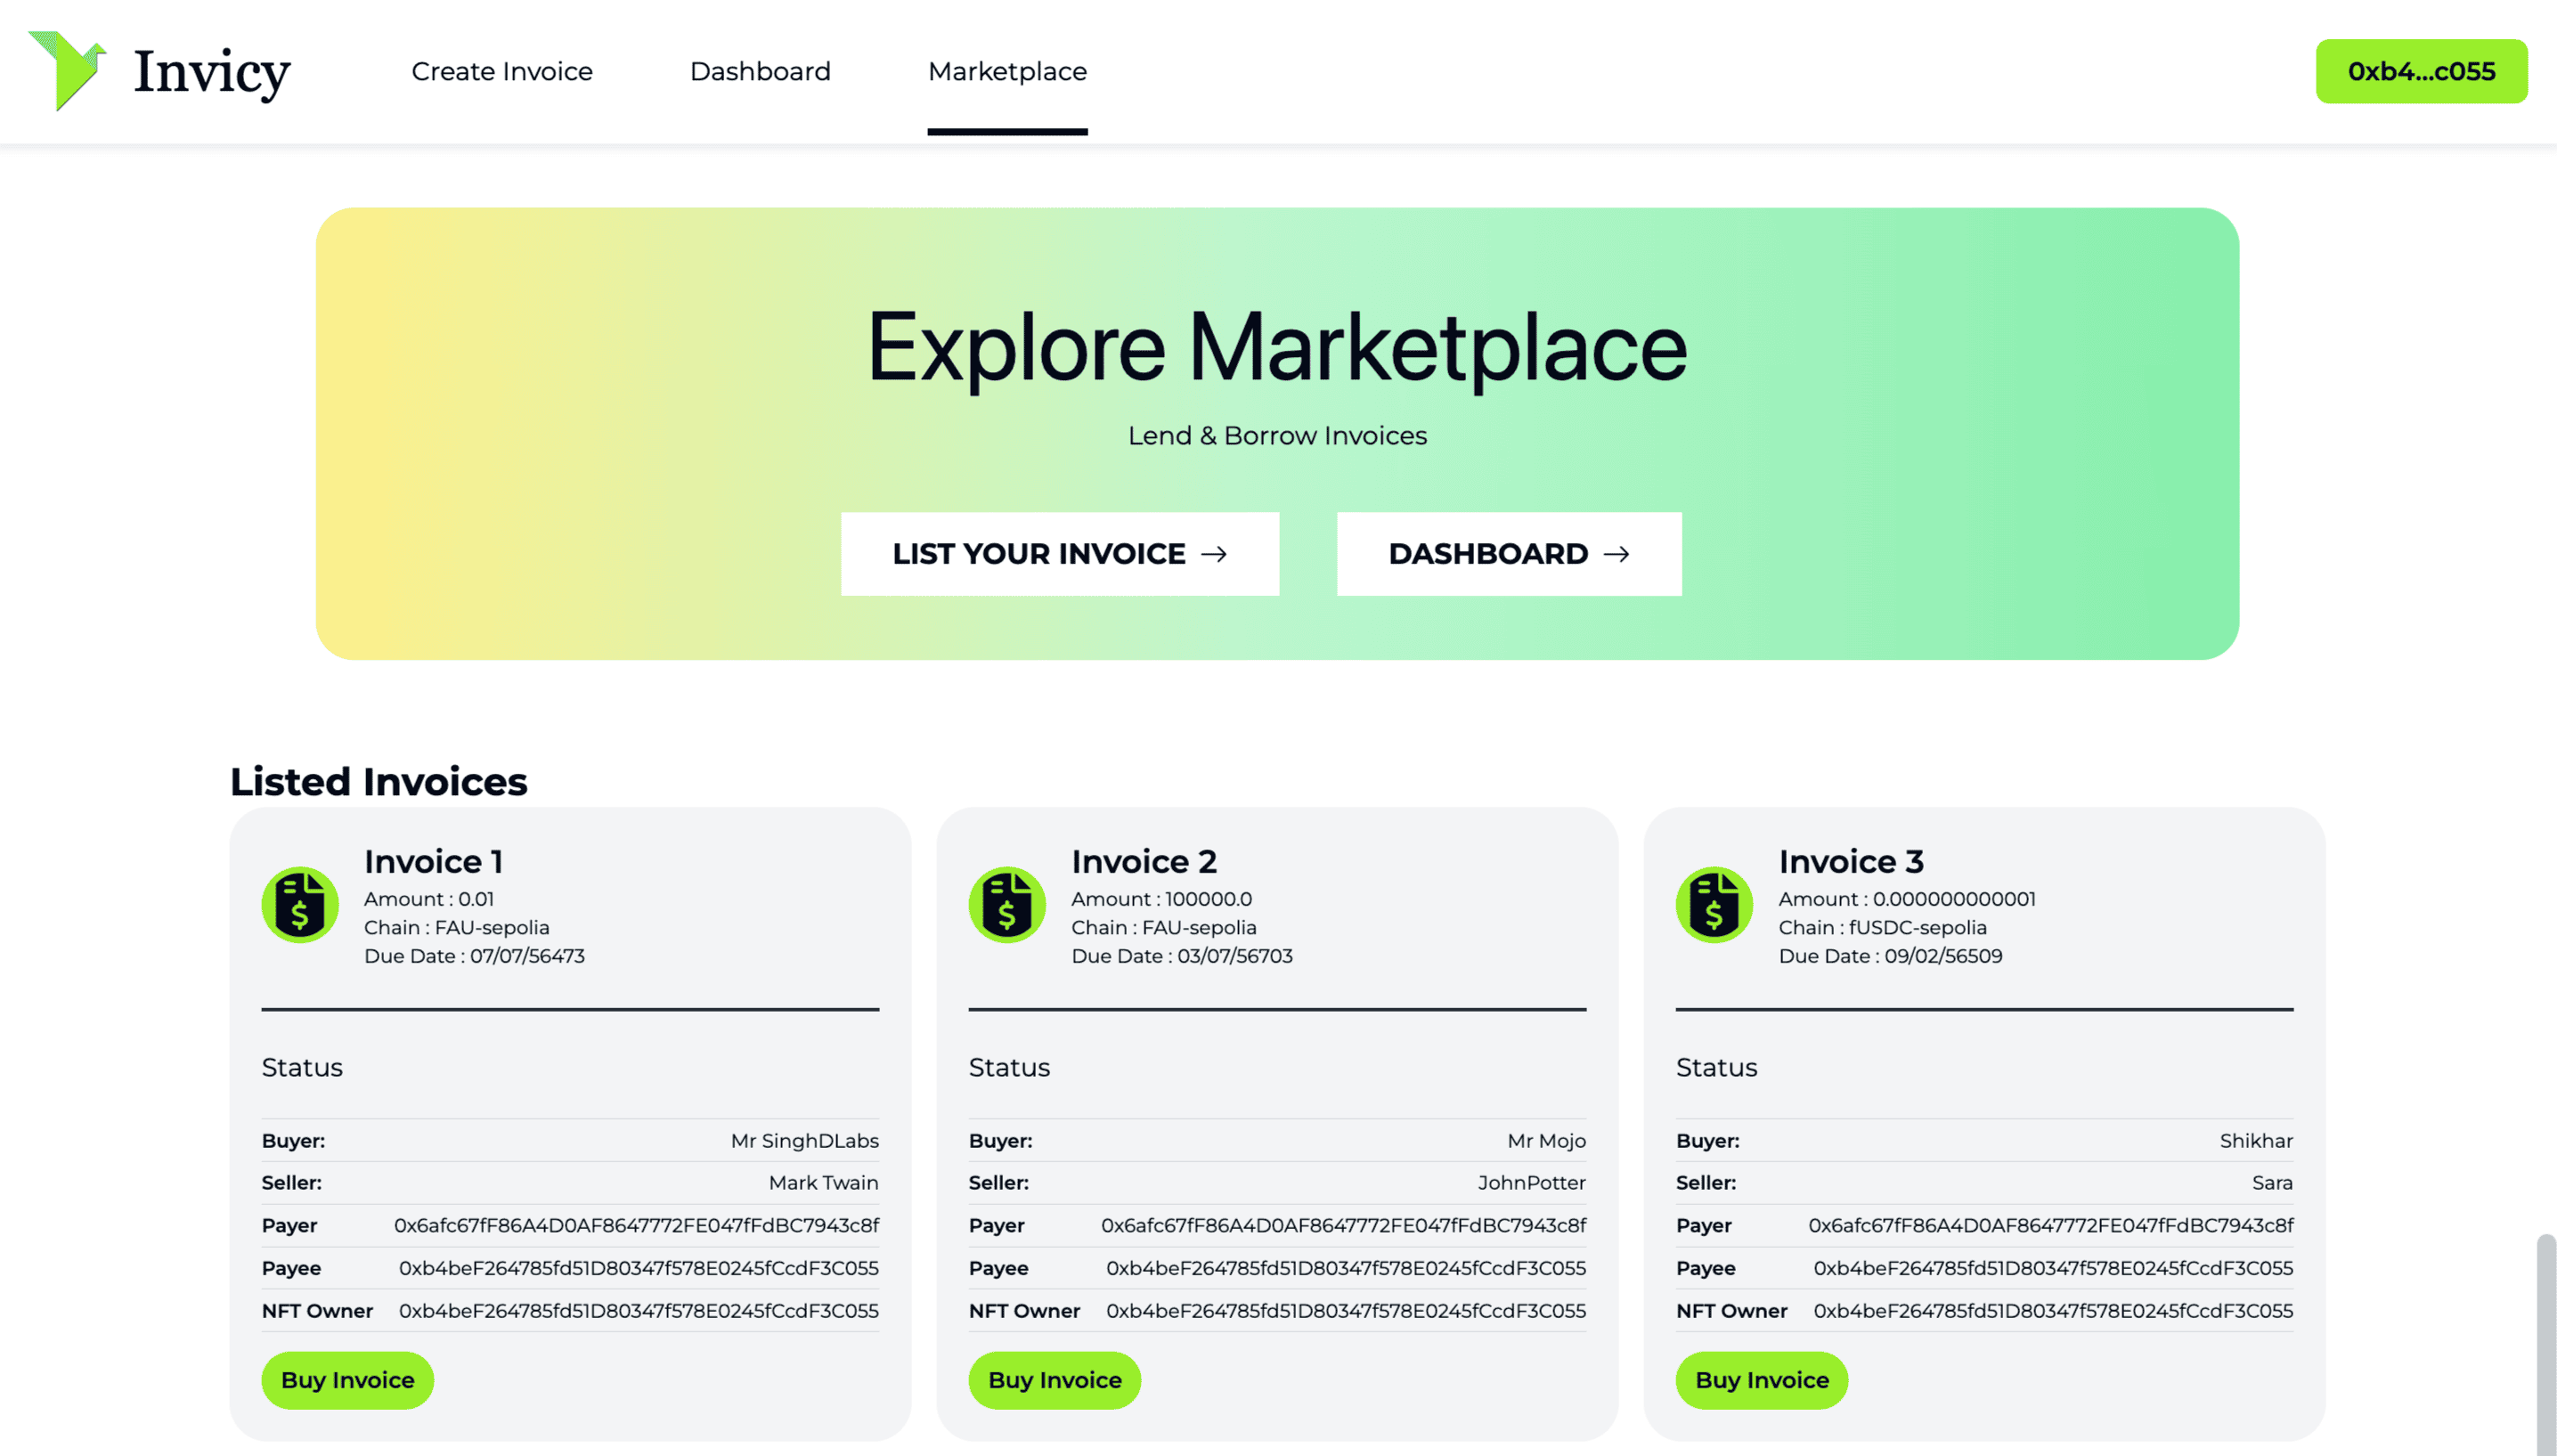 Invicy
Create Invoice
Dashboard
Marketplace
0xb4...c055
Explore Marketplace
Lend & Borrow Invoices
LIST YOUR INVOICE →
DASHBOARD →
Listed Invoices
Invoice 1
Amount : 0.01
Chain : FAU-sepolia
Due Date : 07/07/56473
Status
Buyer: Mr SinghDLabs
Seller: Mark Twain
Payer 0x6afc67fF86A4D0AF8647772FE047fFdBC7943c8f
Payee 0xb4beF264785fd51D80347f578E0245fCcdF3C055
NFT Owner 0xb4beF264785fd51D80347f578E0245fCcdF3C055
Buy Invoice
Invoice 2
Amount : 100000.0
Chain : FAU-sepolia
Due Date : 03/07/56703
Status
Buyer: Mr Mojo
Seller: JohnPotter
Payer 0x6afc67fF86A4D0AF8647772FE047fFdBC7943c8f
Payee 0xb4beF264785fd51D80347f578E0245fCcdF3C055
NFT Owner 0xb4beF264785fd51D80347f578E0245fCcdF3C055
Buy Invoice
Invoice 3
Amount : 0.000000000001
Chain : fUSDC-sepolia
Due Date : 09/02/56509
Status
Buyer: Shikhar
Seller: Sara
Payer 0x6afc67fF86A4D0AF8647772FE047fFdBC7943c8f
Payee 0xb4beF264785fd51D80347f578E0245fCcdF3C055
NFT Owner 0xb4beF264785fd51D80347f578E0245fCcdF3C055
Buy Invoice